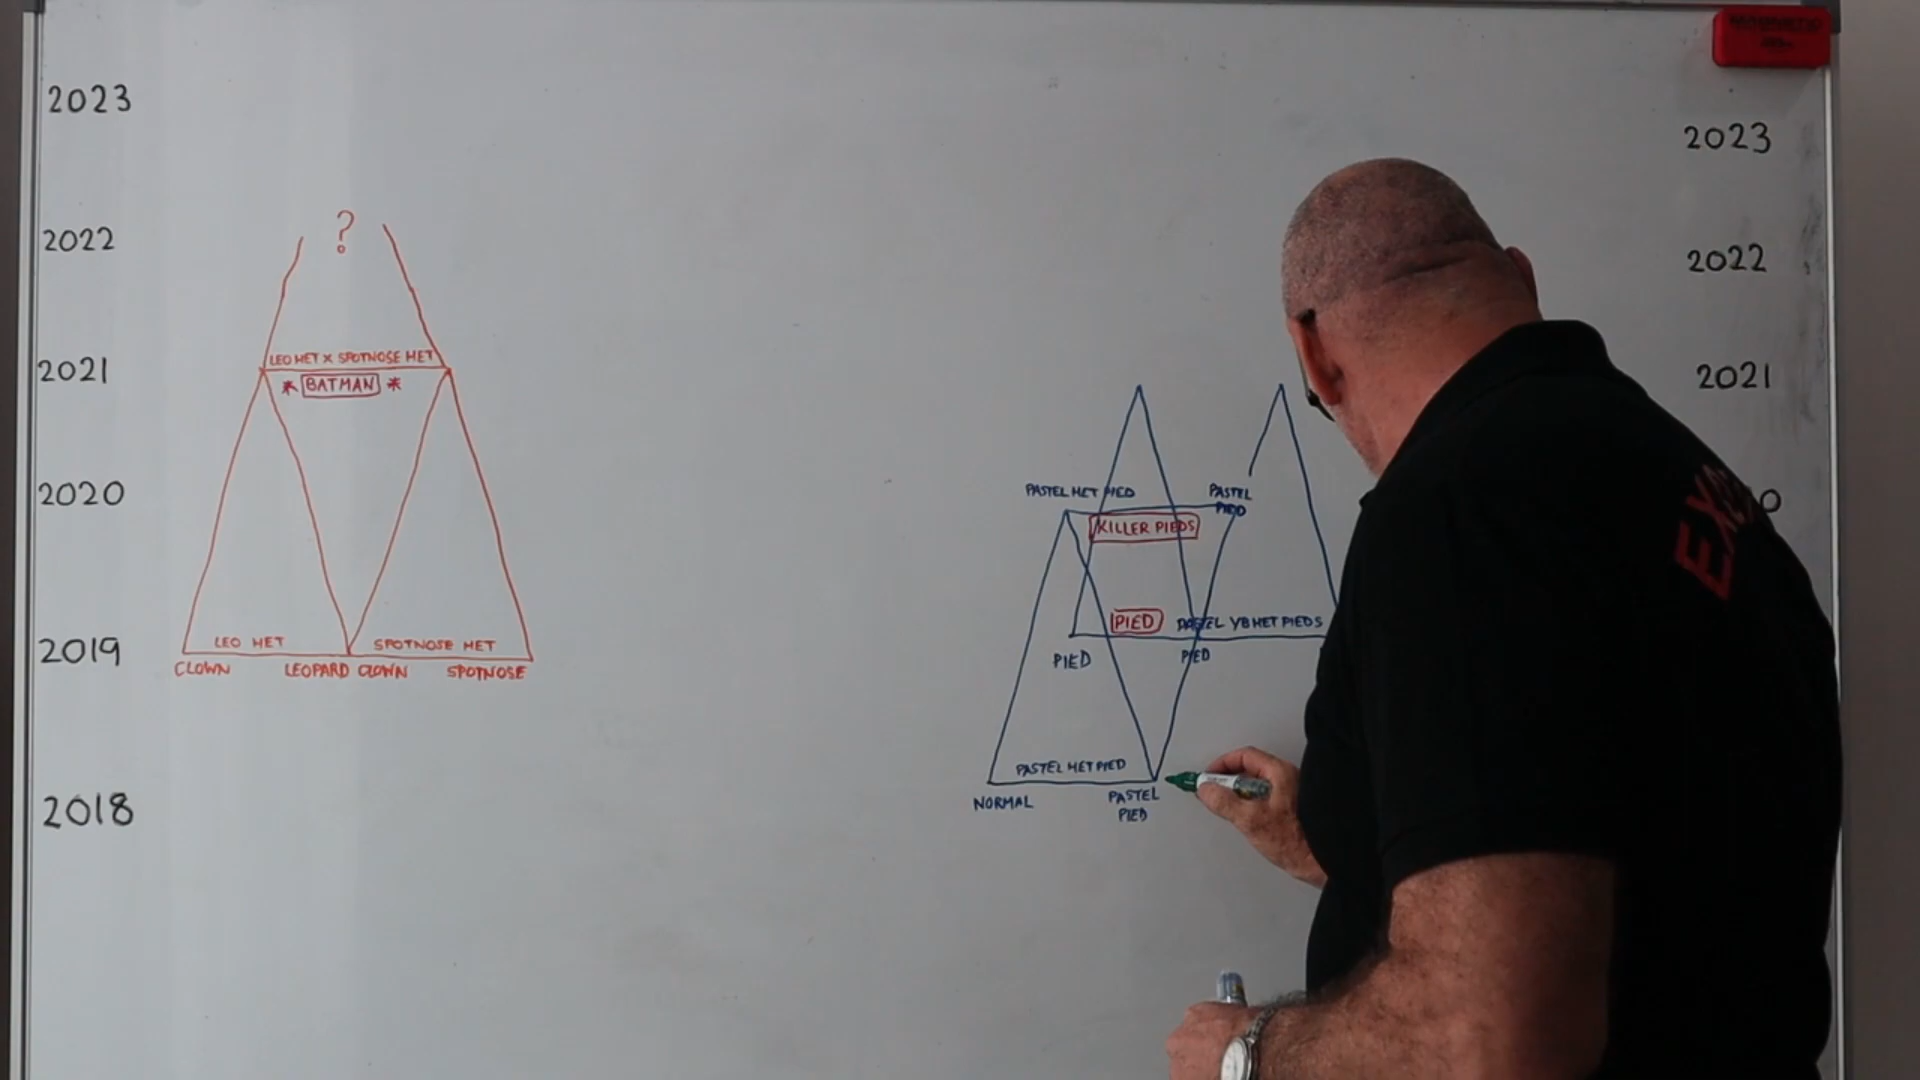 2023
2022
2021
2020
2019
2018
?
LEO HET X SPOTNOSE HET
* BATMAN *
LEO HET
SPOTNOSE HET
CLOWN
LEOPARD CLOWN
SPOTNOSE
PASTEL HET PIED
PASTEL
PIED
KILLER PIEDS
PIED
PASTEL YB HET PIEDS
PIED
PIED
PASTEL HET PIED
NORMAL
PASTEL
PIED
2023
2022
2021